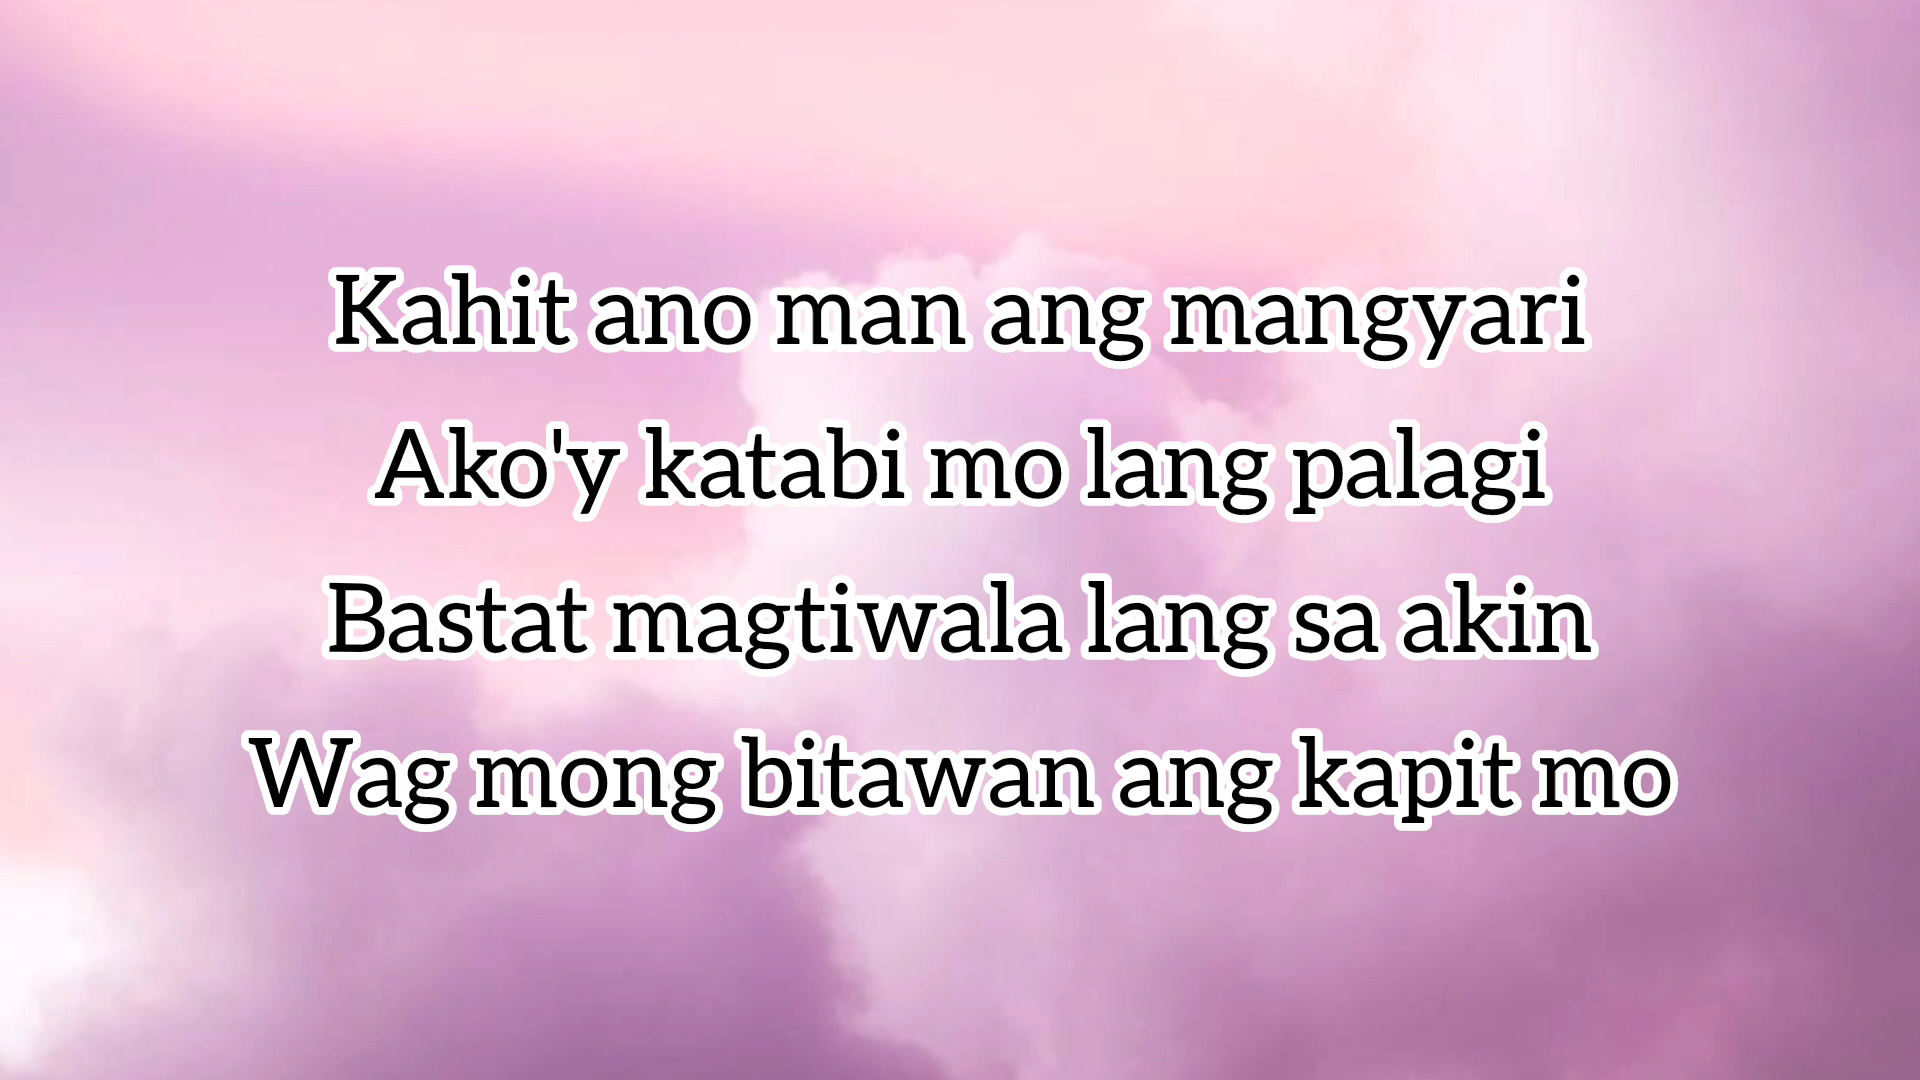 Kahit ano man ang mangyari
Ako'y katabi mo lang palagi
Bastat magtiwala lang sa akin
Wag mong bitawan ang kapit mo